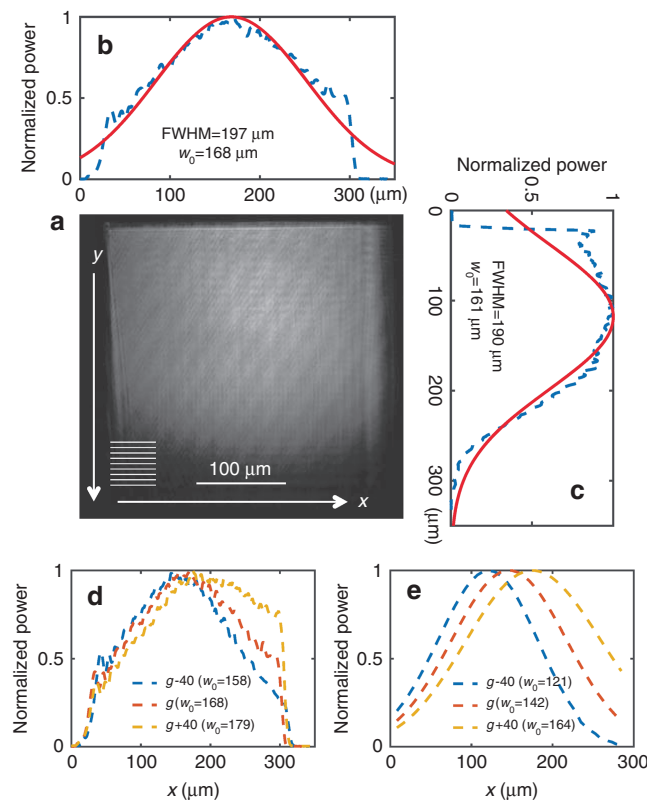 b
Normalized power
1
0.5
0
FWHM=197 μm
w0=168 μm
0
100
200
300
(μm)
Normalized power
0
0.5
1
0
100
200
300
(μm)
FWHM=190 μm
w0=161 μm
c
a
y
100 μm
x
d
Normalized power
1
0.5
0
g-40 (w0=158)
g(w0=168)
g+40 (w0=179)
0
100
200
300
x (μm)
e
Normalized power
1
0.5
0
g-40 (w0=121)
g(w0=142)
g+40 (w0=164)
0
100
200
300
x (μm)